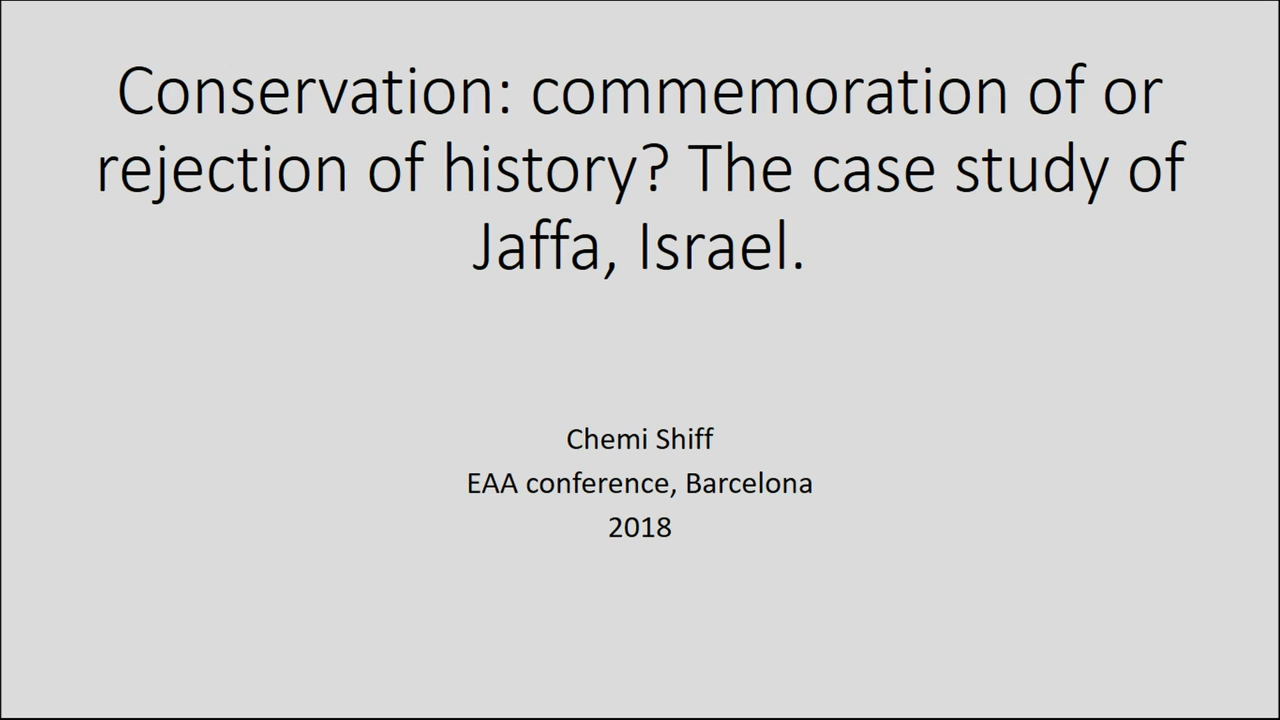 Conservation: commemoration of or
rejection of history? The case study of
Jaffa, Israel.
Chemi Shiff
EAA conference, Barcelona
2018